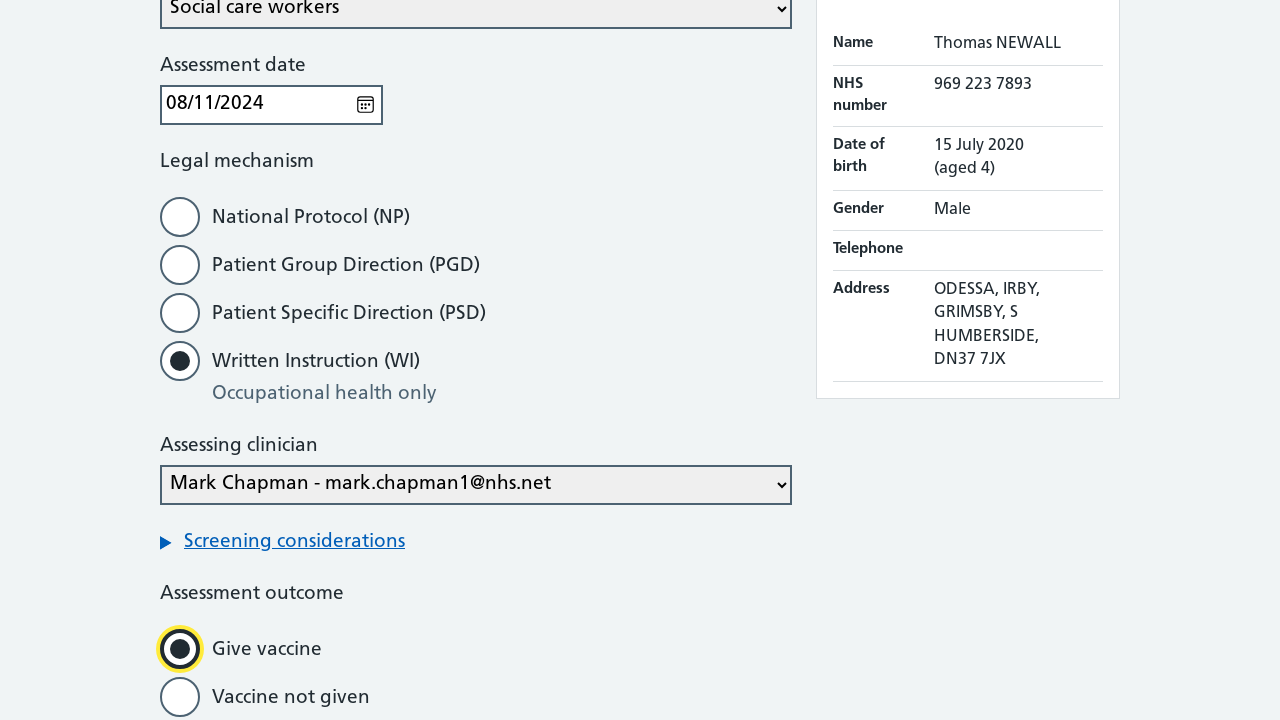 Social care workers
Assessment date
08/11/2024
Legal mechanism
National Protocol (NP)
Patient Group Direction (PGD)
Patient Specific Direction (PSD)
Written Instruction (WI)
Occupational health only
Assessing clinician
Mark Chapman - mark.chapman1@nhs.net
Screening considerations
Assessment outcome
Give vaccine
Vaccine not given
Name Thomas NEWALL
NHS number 969 223 7893
Date of birth 15 July 2020 (aged 4)
Gender Male
Telephone
Address ODESSA, IRBY,
GRIMSBY, S
HUMBERSIDE,
DN37 7JX